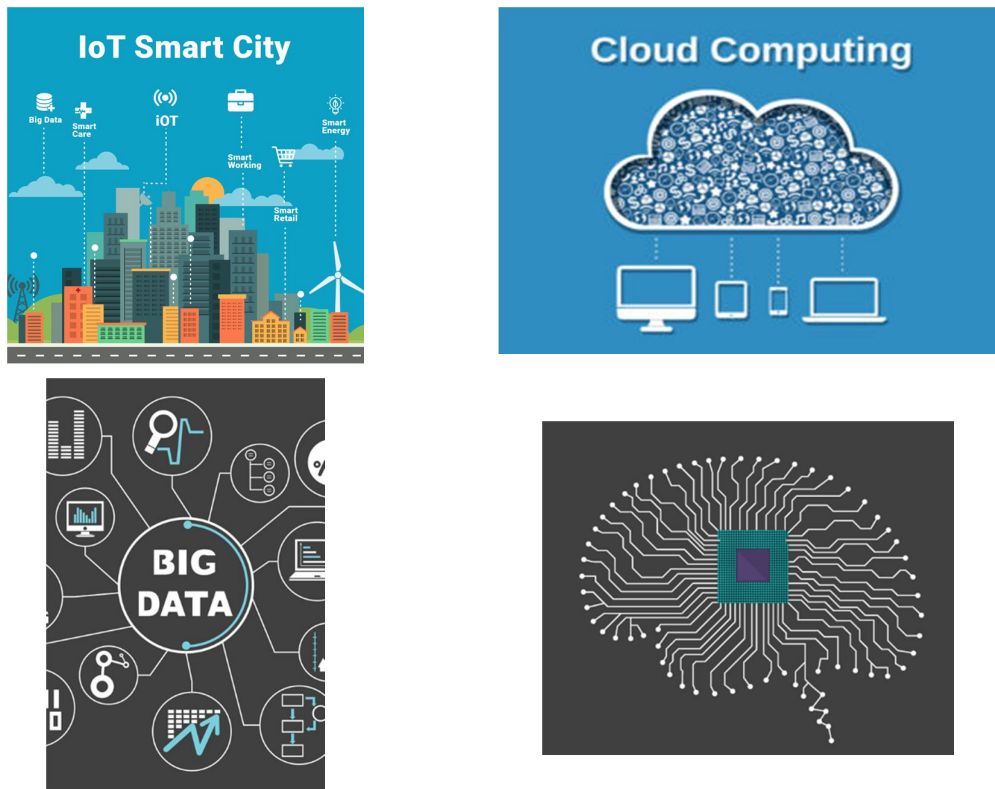 IoT Smart City
Big Data
Smart
Care
iOT
Smart
Working
Smart
Retail
Smart
Energy
Cloud Computing
BIG
DATA